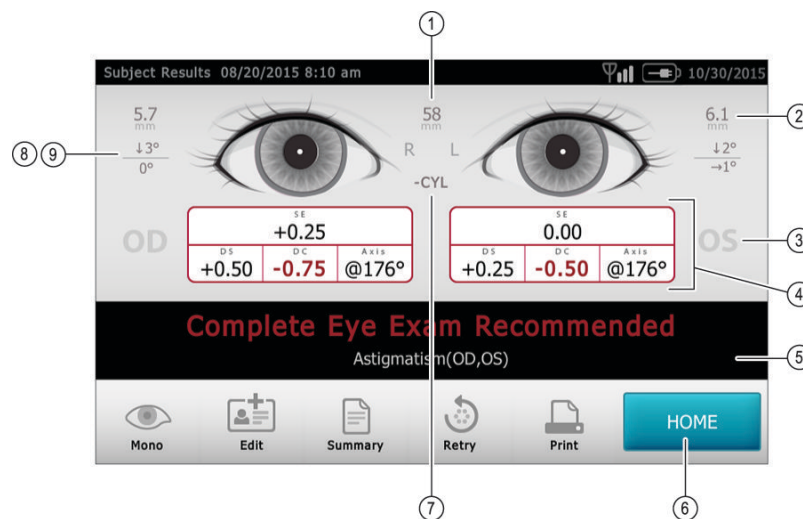 1
Subject Results 08/20/2015 8:10 am 10/30/2015
5.7 mm 58 mm 6.1 mm 2
8 9 ↓3° R L ↓2°
0° →1°
-CYL
OD OS 3
SE SE
+0.25 0.00
DS DC Axis DS DC Axis
+0.50 -0.75 @176° +0.25 -0.50 @176°
4
Complete Eye Exam Recommended
Astigmatism(OD,OS) 5
HOME
Mono Edit Summary Retry Print
7 6